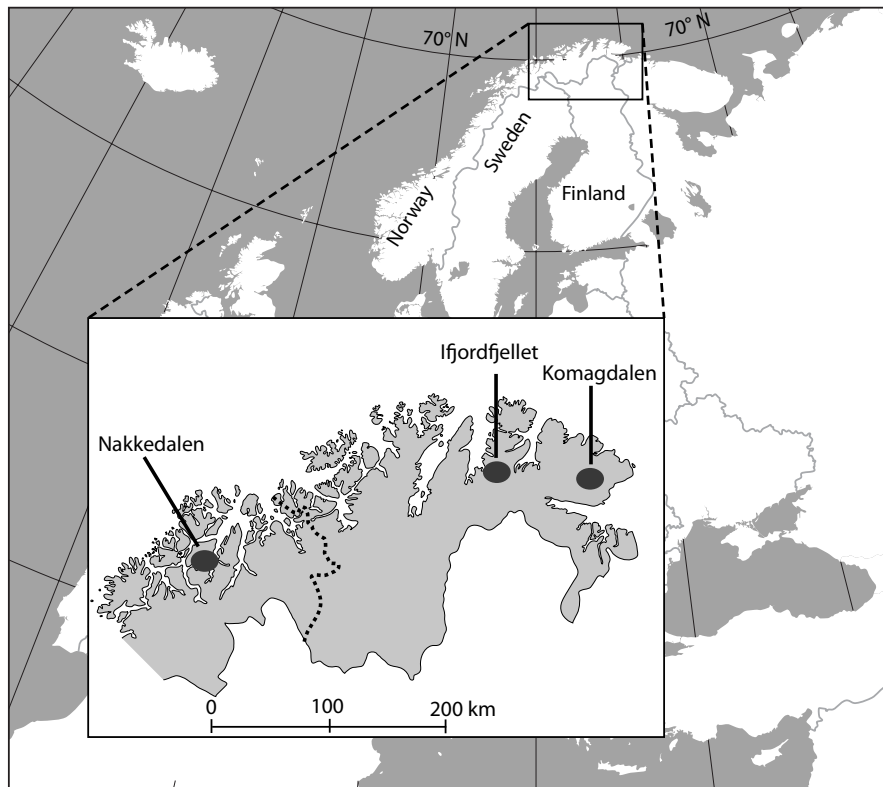 70° N
70° N
Sweden
Norway
Finland
Ifjordfjellet
Komagdalen
Nakkedalen
0
100
200 km